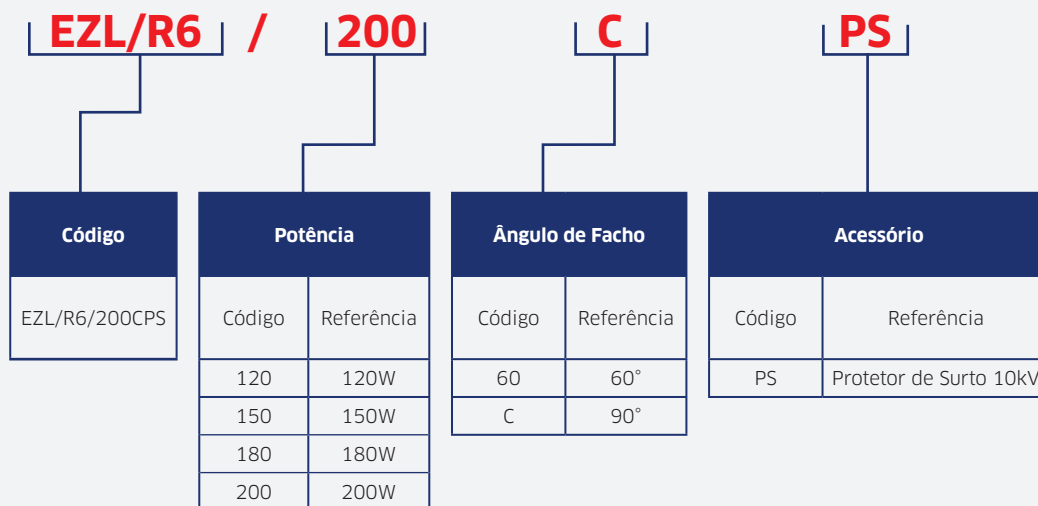 EZL/R6 / 200 C PS
Código Potência Ângulo de Facho Acessório
EZL/R6/200CPS Código Referência Código Referência Código Referência
120 120W 60 60° PS Protetor de Surto 10kV
150 150W C 90°
180 180W
200 200W